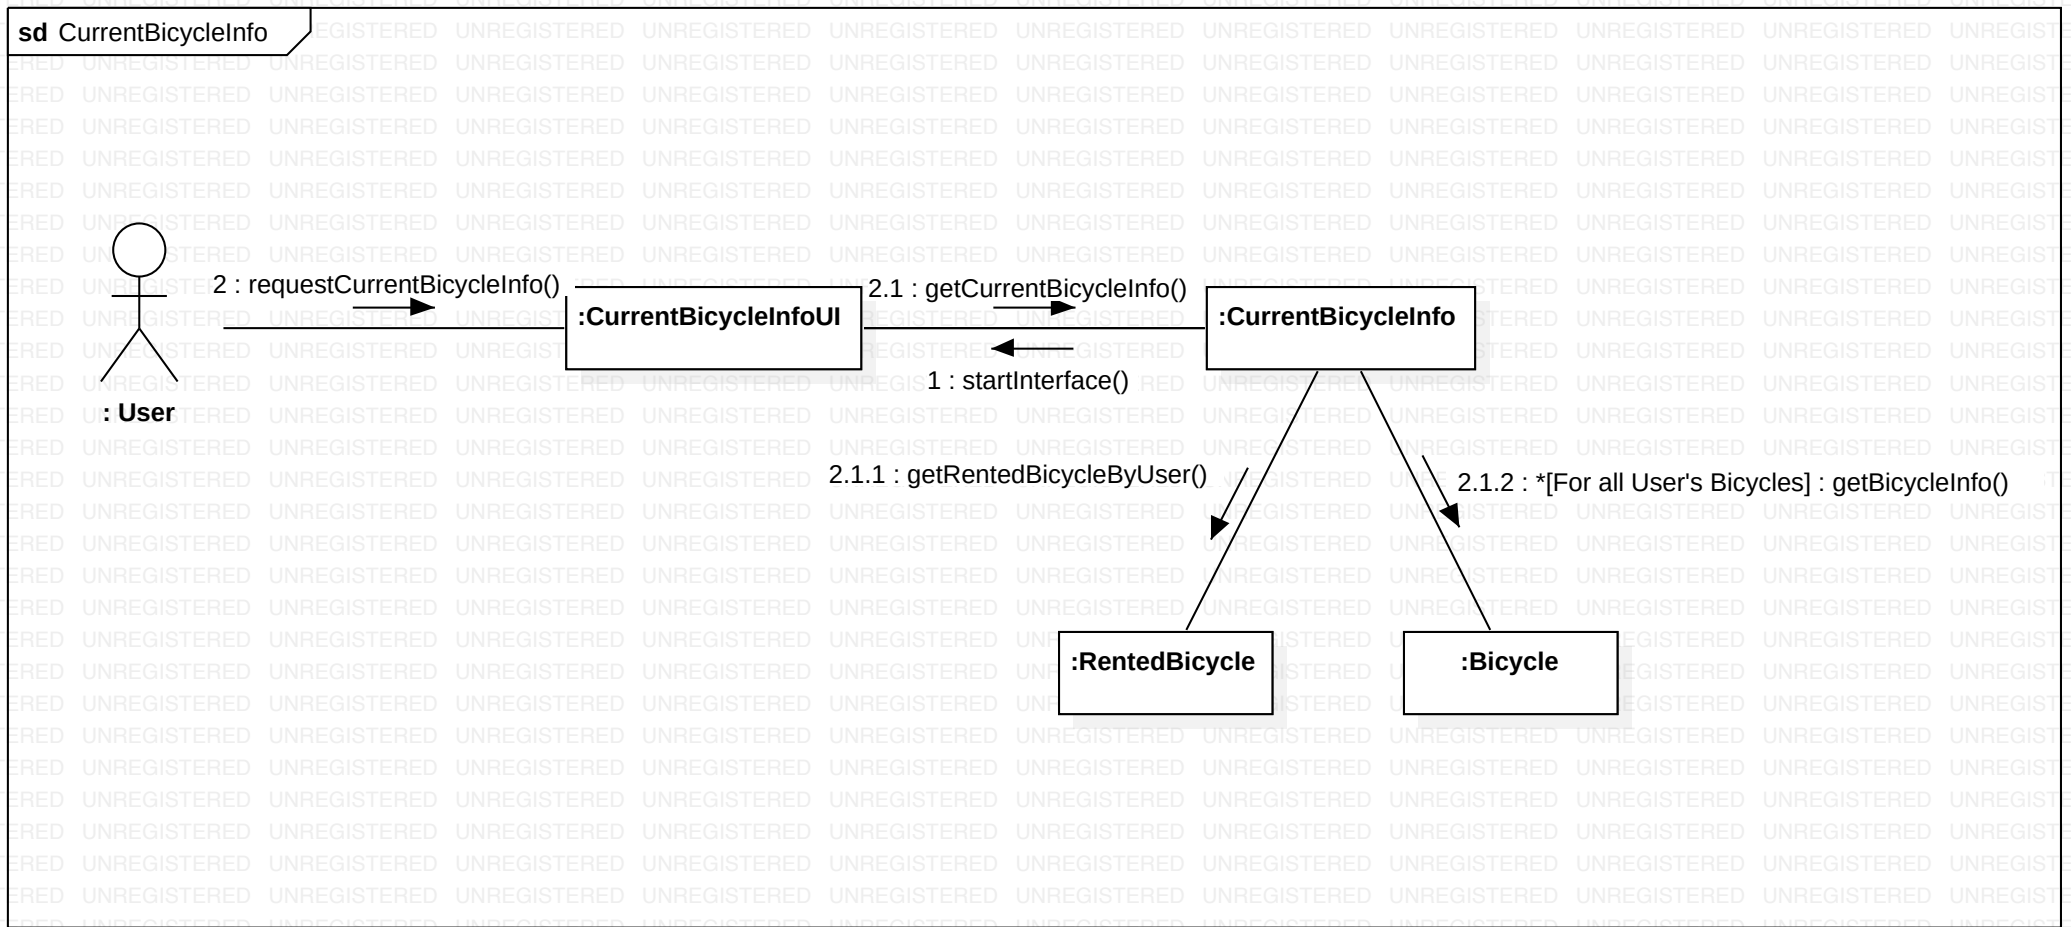 sd CurrentBicycleInfo
2 : requestCurrentBicycleInfo()
2.1 : getCurrentBicycleInfo()
:CurrentBicycleInfoUI
:CurrentBicycleInfo
1 : startInterface()
: User
2.1.1 : getRentedBicycleByUser()
2.1.2 : *[For all User's Bicycles] : getBicycleInfo()
:RentedBicycle
:Bicycle
UNREGISTERED